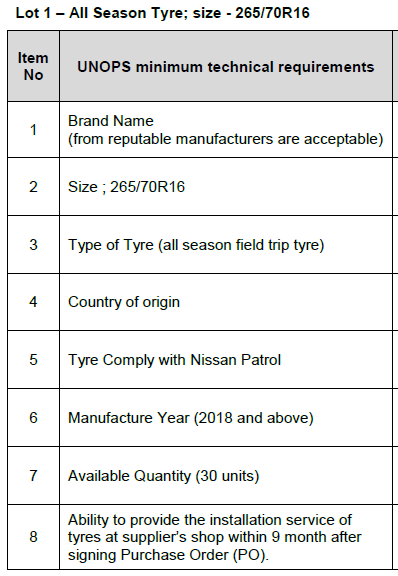 Lot 1 – All Season Tyre; size - 265/70R16
Item
No
UNOPS minimum technical requirements
1
Brand Name
(from reputable manufacturers are acceptable)
2
Size ; 265/70R16
3
Type of Tyre (all season field trip tyre)
4
Country of origin
5
Tyre Comply with Nissan Patrol
6
Manufacture Year (2018 and above)
7
Available Quantity (30 units)
8
Ability to provide the installation service of
tyres at supplier’s shop within 9 month after
signing Purchase Order (PO).